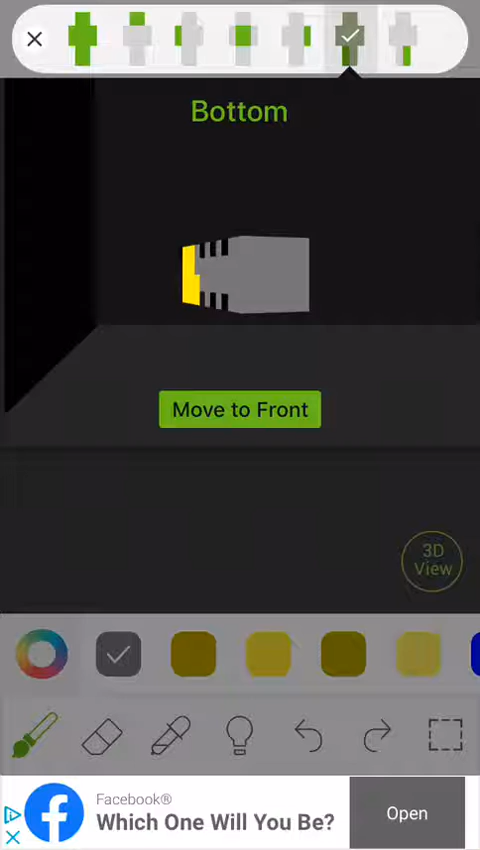 Bottom
Move to Front
3D
View
Facebook®
Which One Will You Be?
Open